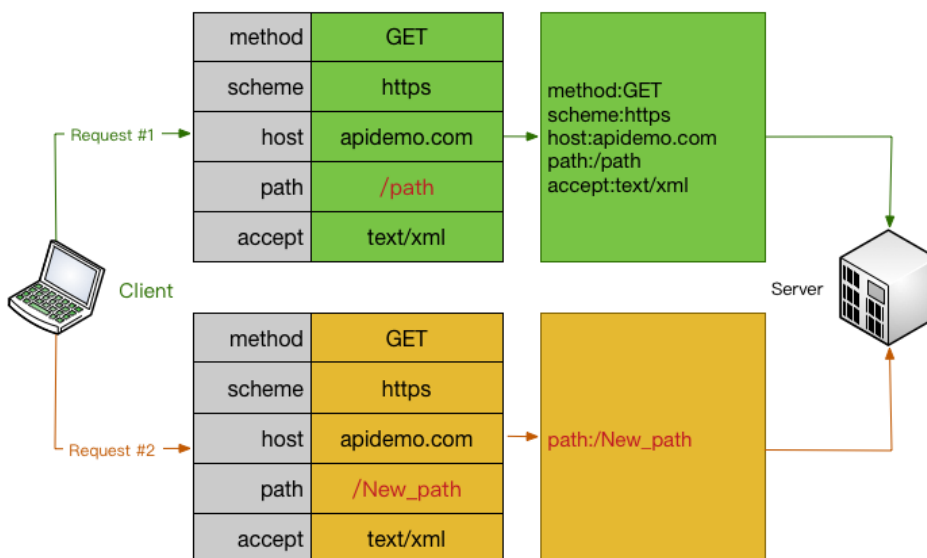 method GET
scheme https
Request #1
host apidemo.com
path /path
accept text/xml
method:GET
scheme:https
host:apidemo.com
path:/path
accept:text/xml
Client
Server
method GET
scheme https
Request #2
host apidemo.com
path /New_path
accept text/xml
path:/New_path